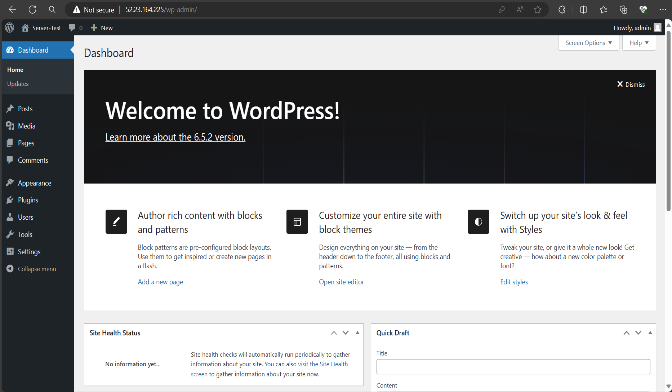 Not secure 52.23.164.225/wp-admin/
Server-test 0 New Howdy, admin
Dashboard
Home
Updates
Posts
Media
Pages
Comments
Appearance
Plugins
Users
Tools
Settings
Collapse menu
Screen Options Help
Dashboard
Dismiss
Welcome to WordPress!
Learn more about the 6.5.2 version.
Author rich content with blocks
and patterns
Block patterns are pre-configured block layouts.
Use them to get inspired or create new pages in
a flash.
Add a new page
Customize your entire site with
block themes
Design everything on your site — from the
header down to the footer, all using blocks and
patterns.
Open site editor
Switch up your site's look & feel
with Styles
Tweak your site, or give it a whole new look! Get
creative — how about a new color palette or
font?
Edit styles
Site Health Status
No information yet...
Site health checks will automatically run periodically to gather
information about your site. You can also visit the Site Health
screen to gather information about your site now.
Quick Draft
Title
Content